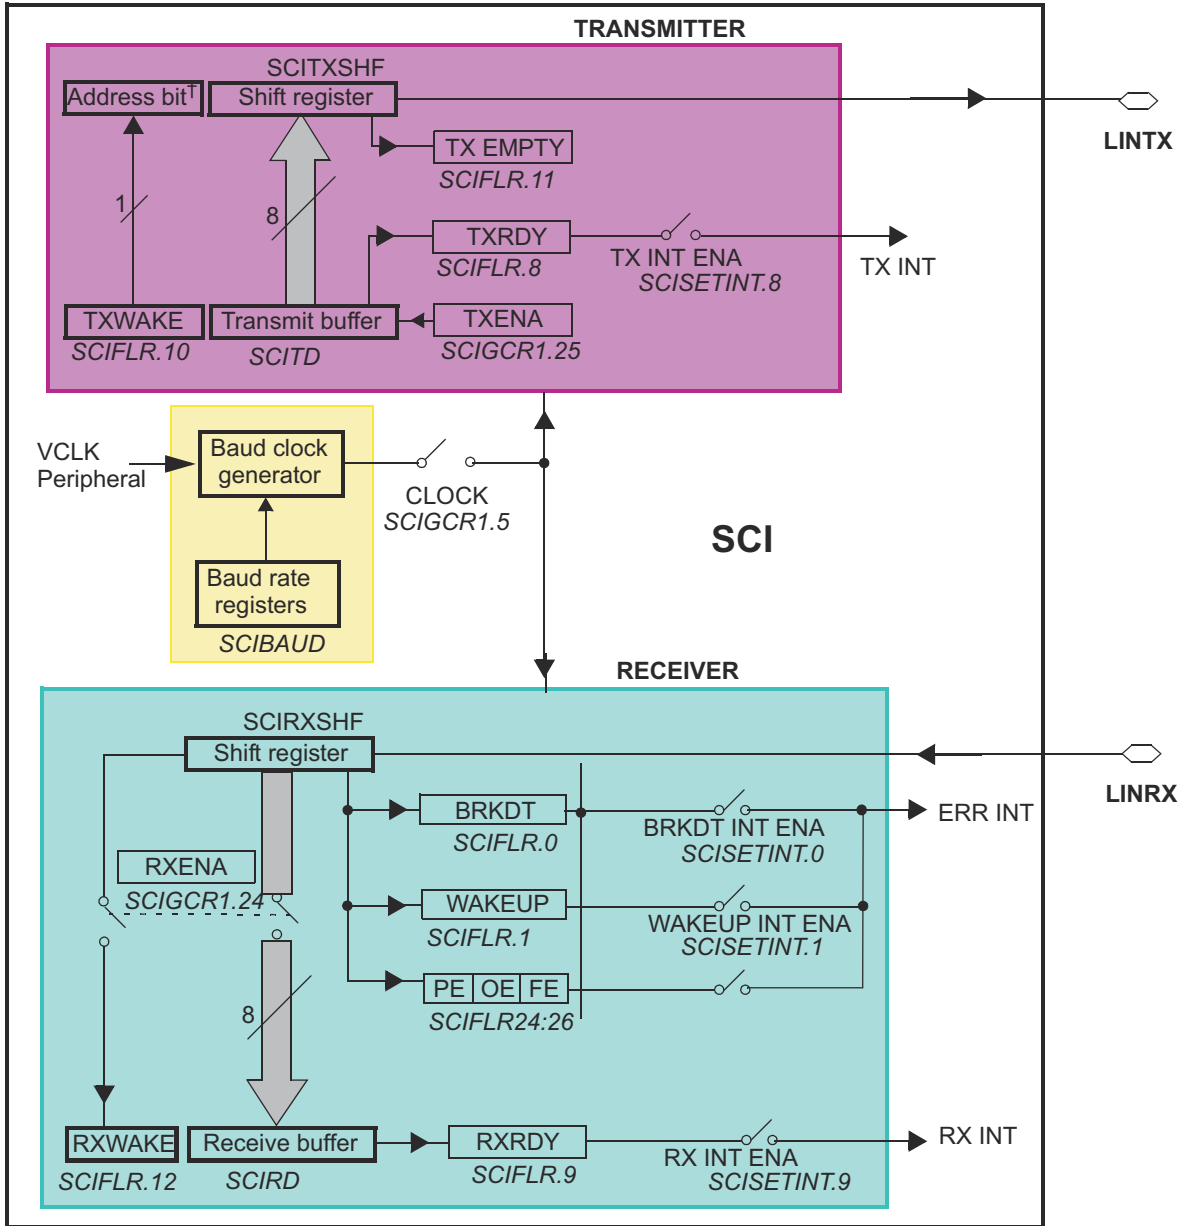 TRANSMITTER
SCITXSHF
Address bit†
Shift register
LINTX
TX EMPTY
SCIFLR.11
1
8
TXRDY
SCIFLR.8
TX INT ENA
SCISETINT.8
TX INT
TXWAKE
SCIFLR.10
Transmit buffer
SCITD
TXENA
SCIGCR1.25
VCLK
Peripheral
Baud clock
generator
CLOCK
SCIGCR1.5
SCI
Baud rate
registers
SCIBAUD
RECEIVER
SCIRXSHF
Shift register
LINRX
BRKDT
SCIFLR.0
BRKDT INT ENA
SCISETINT.0
ERR INT
RXENA
SCIGCR1.24
WAKEUP
SCIFLR.1
WAKEUP INT ENA
SCISETINT.1
PE OE FE
SCIFLR24:26
8
RXWAKE
SCIFLR.12
Receive buffer
SCIRD
RXRDY
SCIFLR.9
RX INT ENA
SCISETINT.9
RX INT